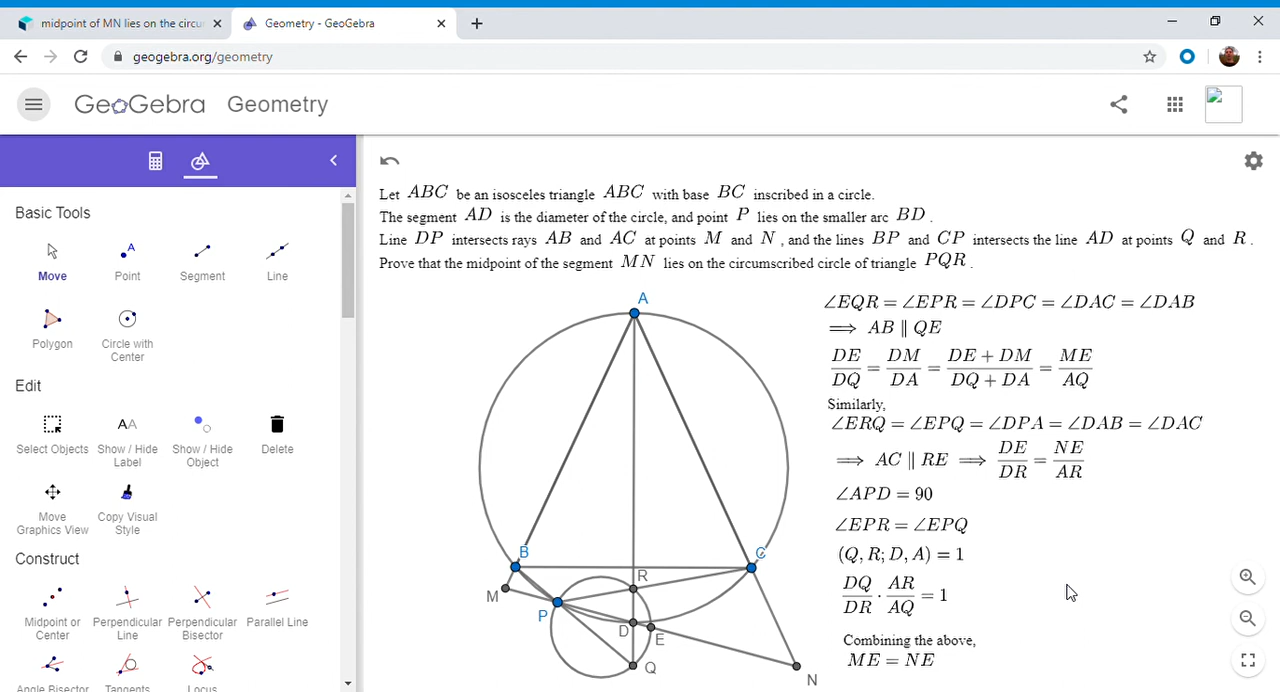 midpoint of MN lies on the circu
Geometry - GeoGebra
geogebra.org/geometry
GeoGebra Geometry
Basic Tools
Move Point Segment Line
Polygon Circle with Center
Edit
Select Objects Show / Hide Label Show / Hide Object Delete
Move Graphics View Copy Visual Style
Construct
Midpoint or Center Perpendicular Line Perpendicular Bisector Parallel Line
Angle Bisector Tangents Locus
Let ABC be an isosceles triangle ABC with base BC inscribed in a circle.
The segment AD is the diameter of the circle, and point P lies on the smaller arc BD .
Line DP intersects rays AB and AC at points M and N , and the lines BP and CP intersects the line AD at points Q and R .
Prove that the midpoint of the segment MN lies on the circumscribed circle of triangle PQR .
A
B
C
M
R
P
D
E
Q
N
∠EQR = ∠EPR = ∠DPC = ∠DAC = ∠DAB
⟹ AB ∥ QE
DE/DQ = DM/DA = (DE + DM)/(DQ + DA) = ME/AQ
Similarly,
∠ERQ = ∠EPQ = ∠DPA = ∠DAB = ∠DAC
⟹ AC ∥ RE ⟹ DE/DR = NE/AR
∠APD = 90
∠EPR = ∠EPQ
(Q, R; D, A) = 1
DQ/DR · AR/AQ = 1
Combining the above,
ME = NE